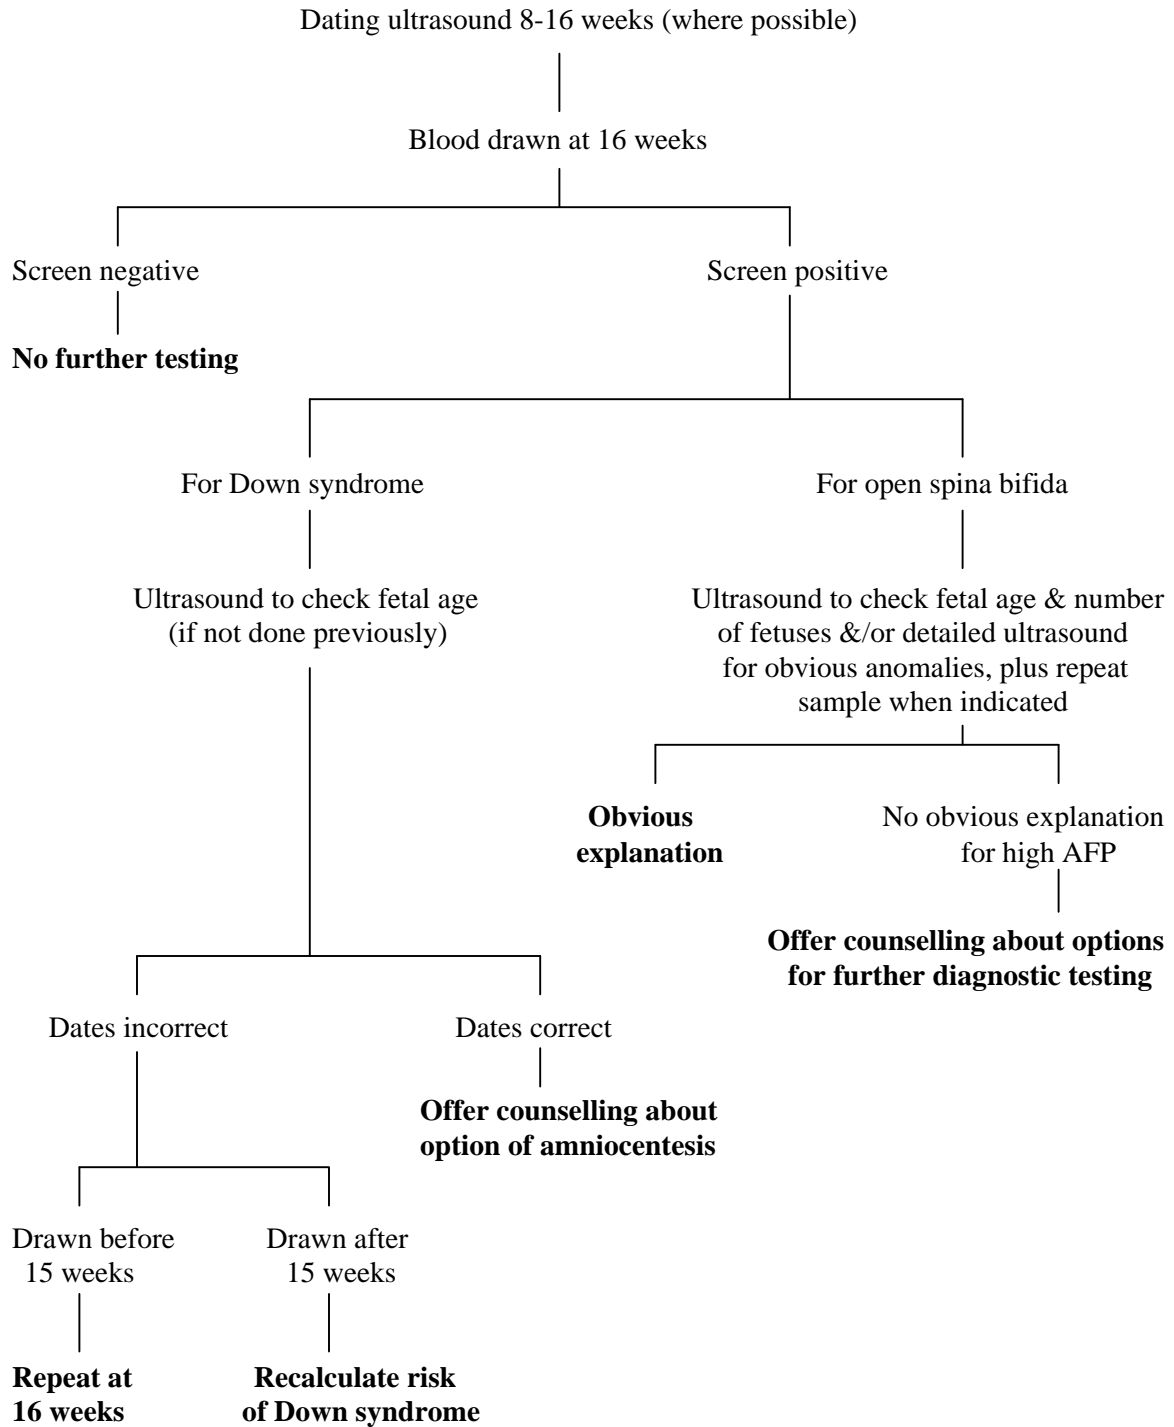 Dating ultrasound 8-16 weeks (where possible)
Blood drawn at 16 weeks
Screen negative
Screen positive
No further testing
For Down syndrome
For open spina bifida
Ultrasound to check fetal age
(if not done previously)
Ultrasound to check fetal age & number
of fetuses &/or detailed ultrasound
for obvious anomalies, plus repeat
sample when indicated
Obvious
explanation
No obvious explanation
for high AFP
Offer counselling about options
for further diagnostic testing
Dates incorrect
Dates correct
Offer counselling about
option of amniocentesis
Drawn before
15 weeks
Drawn after
15 weeks
Repeat at
16 weeks
Recalculate risk
of Down syndrome